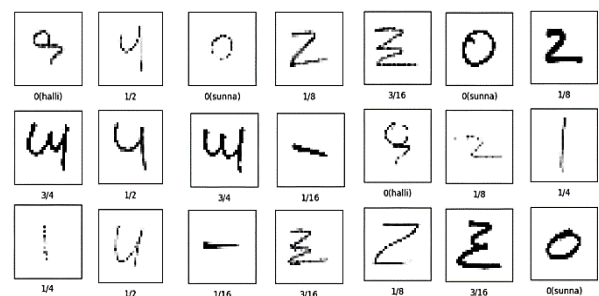 0(halli) 1/2 0(sunna) 1/8 3/16 0(sunna) 1/8
3/4 1/2 3/4 1/16 0(halli) 1/8 1/4
1/4 1/2 1/16 3/16 1/8 3/16 0(sunna)